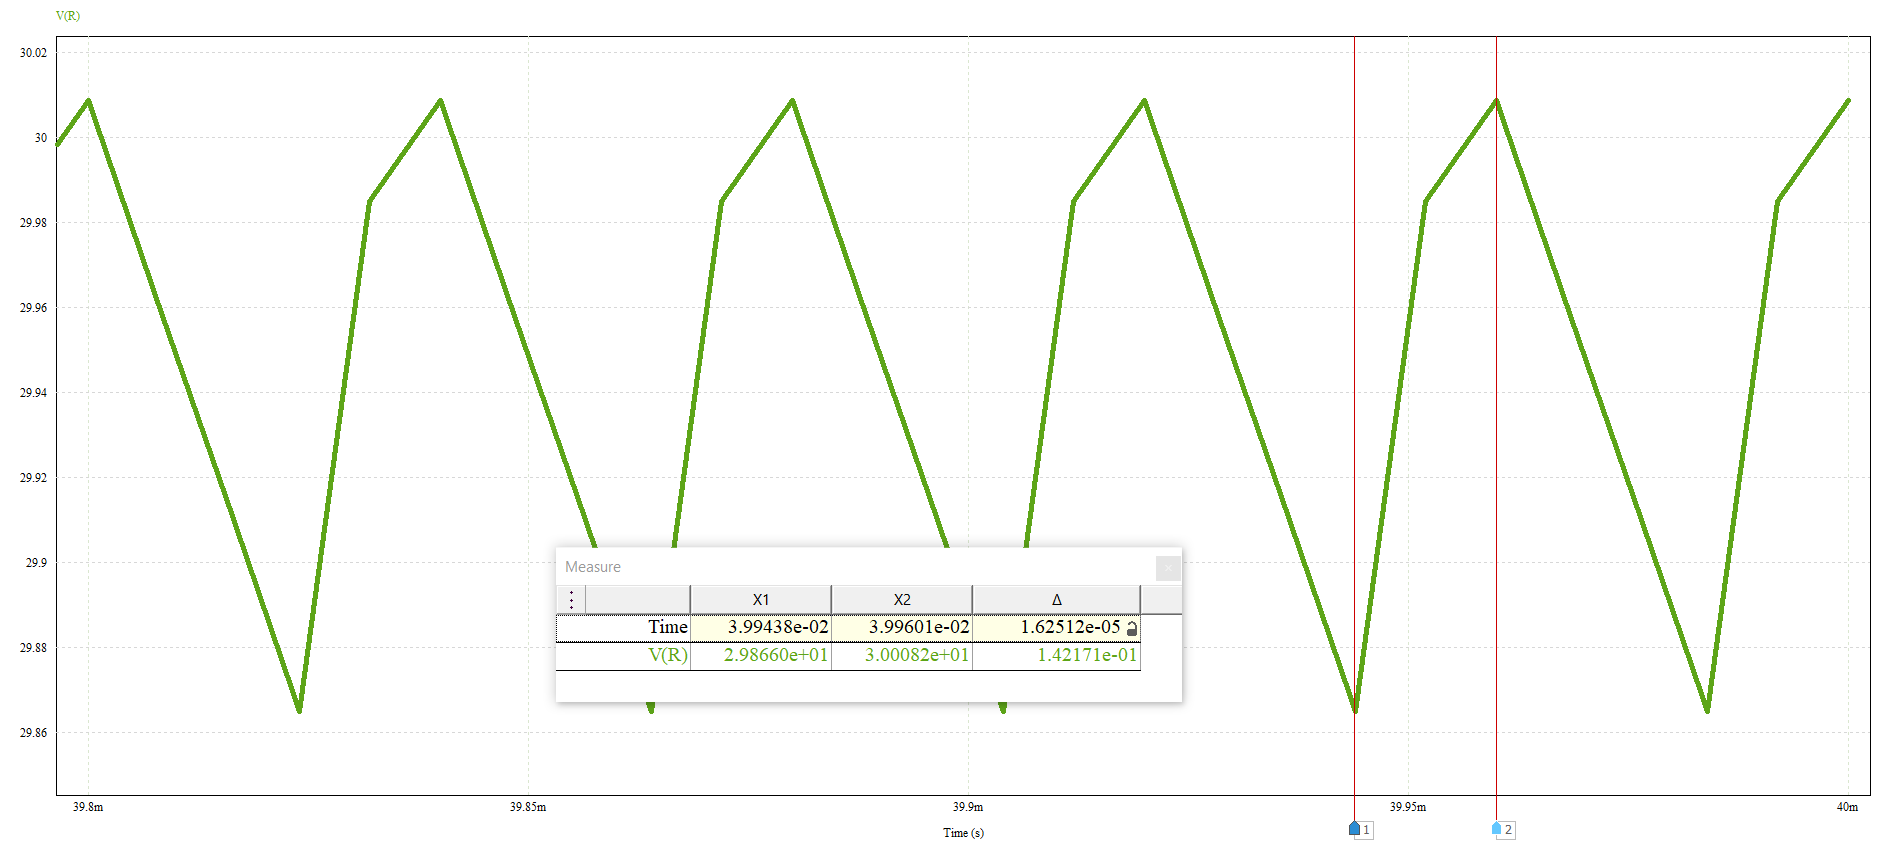 V(R)
30.02
30
29.98
29.96
29.94
29.92
29.9
29.88
29.86
Measure
X1 X2 Δ
Time 3.99438e-02 3.99601e-02 1.62512e-05
V(R) 2.98660e+01 3.00082e+01 1.42171e-01
39.8m 39.85m 39.9m 39.95m 40m
Time (s)
1 2